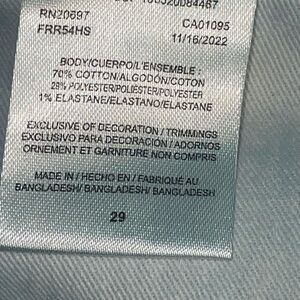 RN20697 CA01095
FRR54HS 11/16/2022
BODY/CUERPO/L'ENSEMBLE :
70% COTTON/ALGODÓN/COTON
29% POLYESTER/POLIÉSTER/POLYESTER
1% ELASTANE/ELASTANO/ELASTANE
EXCLUSIVE OF DECORATION / TRIMMINGS
EXCLUSIVO PARA DECORACIÓN / ADORNOS
ORNEMENT ET GARNITURE NON COMPRIS
MADE IN / HECHO EN / FABRIQUÉ AU
BANGLADESH/ BANGLADESH/ BANGLADESH
29